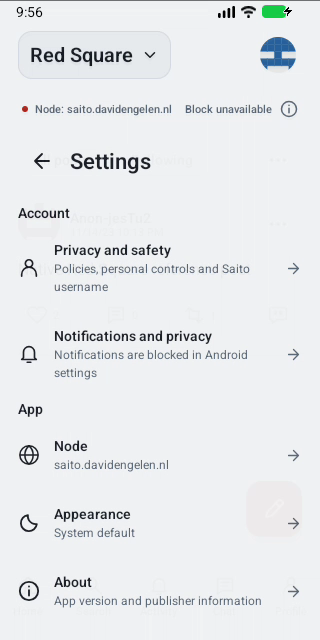 9:56
Red Square
Node: saito.davidengelen.nl Block unavailable
Settings
Account
Privacy and safety
Policies, personal controls and Saito
username
Notifications and privacy
Notifications are blocked in Android
settings
App
Node
saito.davidengelen.nl
Appearance
System default
About
App version and publisher information